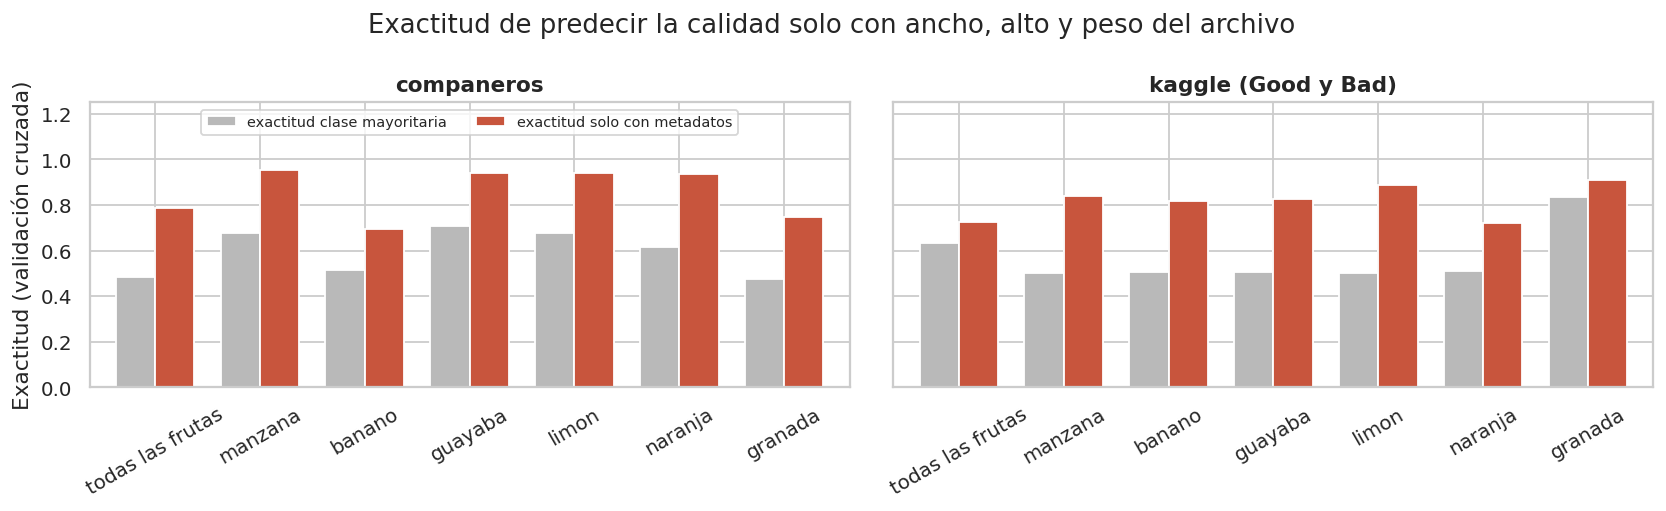 Exactitud de predecir la calidad solo con ancho, alto y peso del archivo
companeros
kaggle (Good y Bad)
Exactitud (validación cruzada)
1.2
1.0
0.8
0.6
0.4
0.2
0.0
exactitud clase mayoritaria
exactitud solo con metadatos
todas las frutas
manzana
banano
guayaba
limon
naranja
granada
todas las frutas
manzana
banano
guayaba
limon
naranja
granada